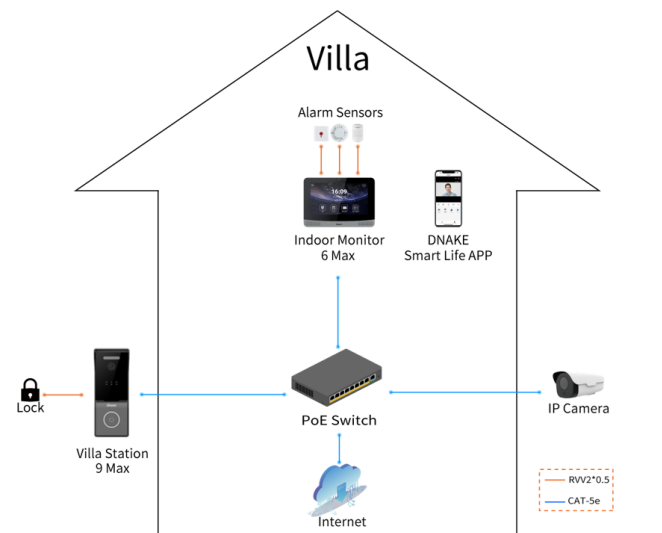 Villa
Alarm Sensors
16:09
Indoor Monitor
6 Max
DNAKE
Smart Life APP
Lock
Villa Station
9 Max
PoE Switch
IP Camera
Internet
RVV2*0.5
CAT-5e